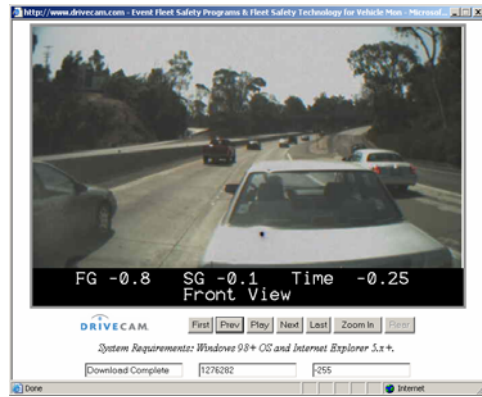 http://www.drivecam.com - Event Fleet Safety Programs & Fleet Safety Technology for Vehicle Mon - Microsof...
FG -0.8 SG -0.1 Time -0.25
Front View
DRIVECAM
First Prev Play Next Last Zoom In Rear
System Requirements: Windows 98+ OS and Internet Explorer 5.x+.
Download Complete 1276282 -255
Done Internet